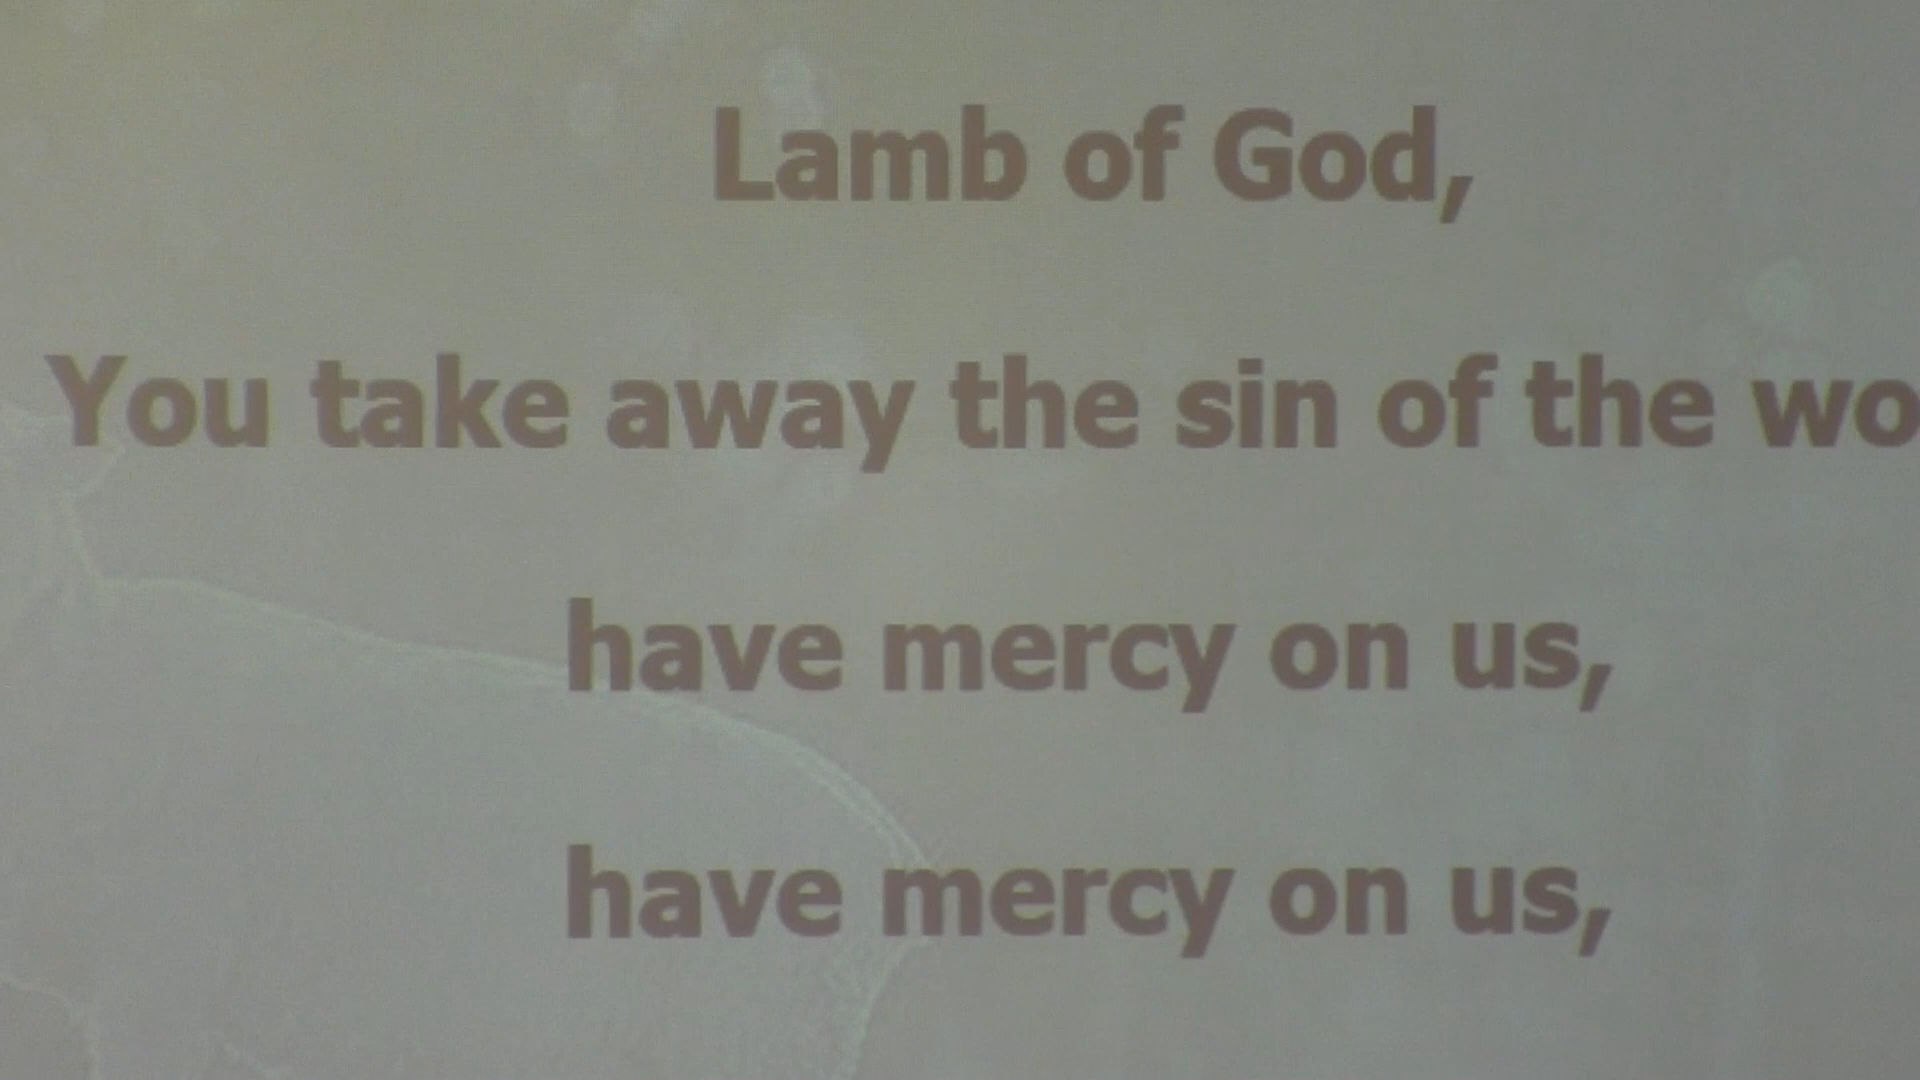 Lamb of God,
You take away the sin of the wo
have mercy on us,
have mercy on us,